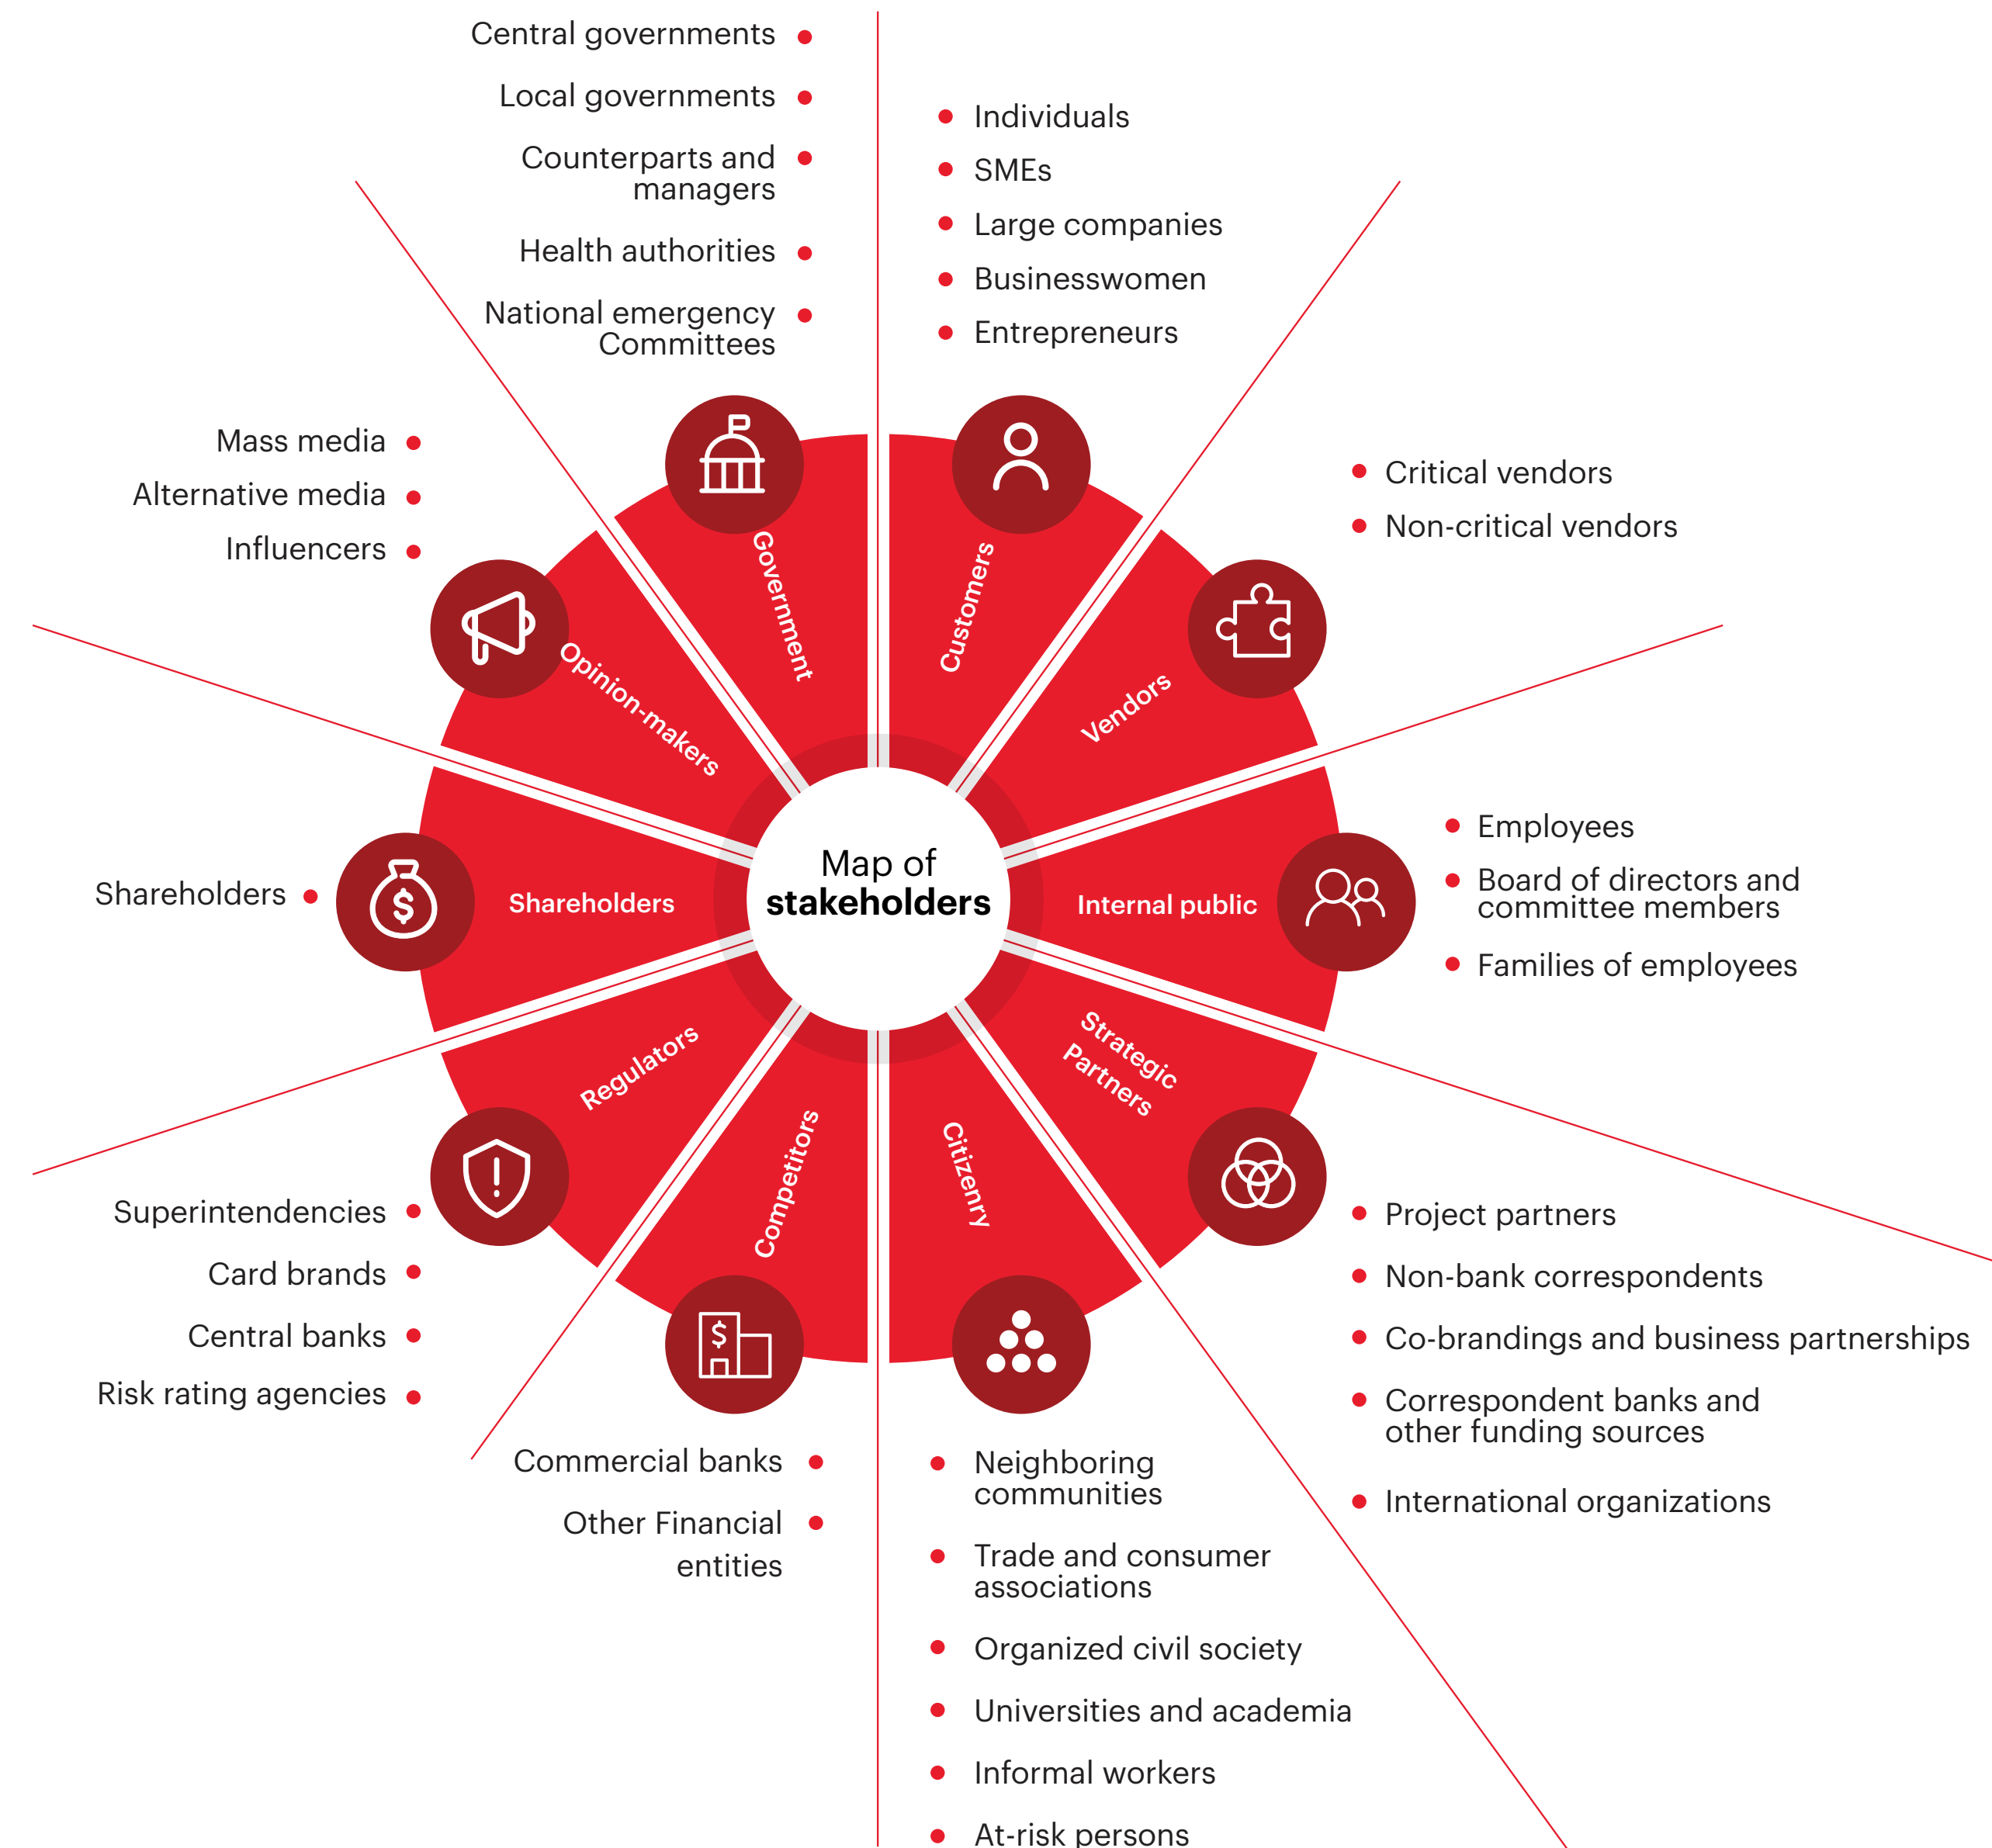 Central governments
Local governments
Counterparts and
managers
Health authorities
National emergency
Committees
Individuals
SMEs
Large companies
Businesswomen
Entrepreneurs
Mass media
Alternative media
Influencers
Critical vendors
Non-critical vendors
Government
Customers
Opinion-makers
Vendors
Shareholders
Shareholders
Map of
stakeholders
Internal public
Employees
Board of directors and
committee members
Families of employees
Regulators
Competitors
Citizenry
Strategic
Partners
Superintendencies
Card brands
Central banks
Risk rating agencies
Project partners
Non-bank correspondents
Co-brandings and business partnerships
Correspondent banks and
other funding sources
International organizations
Commercial banks
Other Financial
entities
Neighboring
communities
Trade and consumer
associations
Organized civil society
Universities and academia
Informal workers
At-risk persons